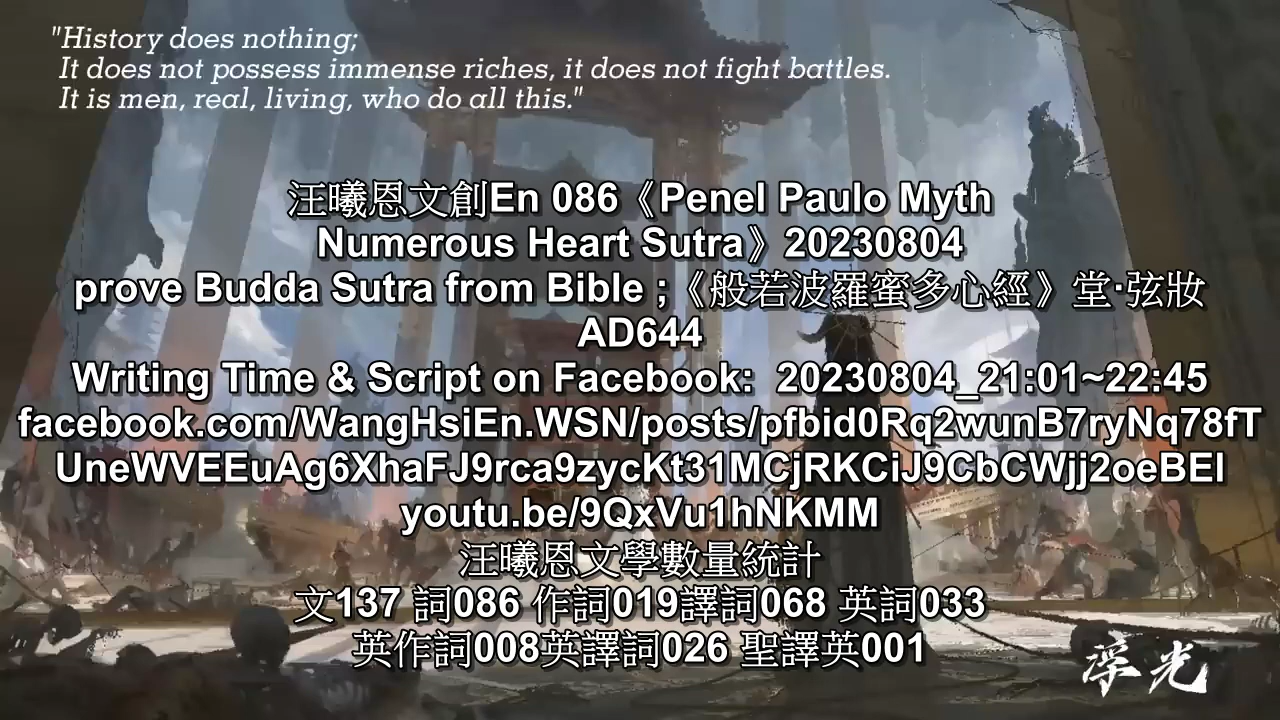 "History does nothing;
It does not possess immense riches, it does not fight battles.
It is men, real, living, who do all this."
汪曦恩文創En 086《Penel Paulo Myth
Numerous Heart Sutra》20230804
prove Budda Sutra from Bible ;《般若波羅蜜多心經》堂·弦妝
AD644
Writing Time & Script on Facebook:  20230804_21:01~22:45
facebook.com/WangHsiEn.WSN/posts/pfbid0Rq2wunB7ryNq78fT
UneWVEEuAg6XhaFJ9rca9zycKt31MCjRKCiJ9CbCWjj2oeBEl
youtu.be/9QxVu1hNKMM
汪曦恩文學數量統計
文137 詞086 作詞019譯詞068 英詞033
英作詞008英譯詞026 聖譯英001
浮光